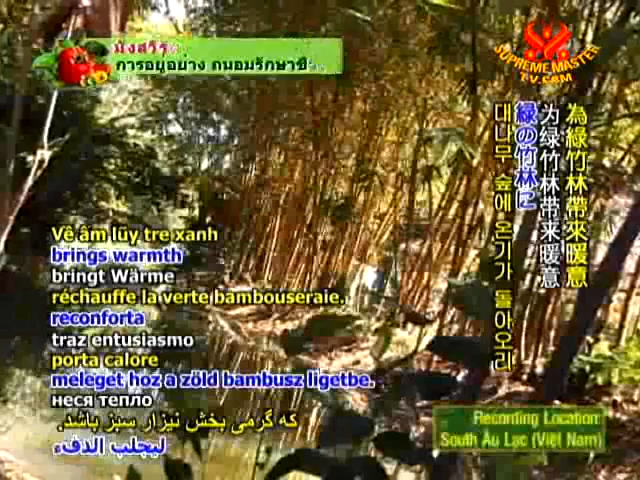 มังสวิรัติ
การอยู่อย่าง ถนอมรักษาชีวิต
SUPREME MASTER
TV.COM
為綠竹林帶來暖意
为绿竹林带来暖意
緑の竹林に
대나무 숲에 온기가 돌아오리
Về ấm lũy tre xanh
brings warmth
bringt Wärme
réchauffe la verte bambouseraie.
reconforta
traz entusiasmo
porta calore
meleget hoz a zöld bambusz ligetbe.
неся тепло
که گرمی بخش نیزار سبز باشد.
ليجلب الدفء
Recording Location:
South Âu Lạc (Việt Nam)